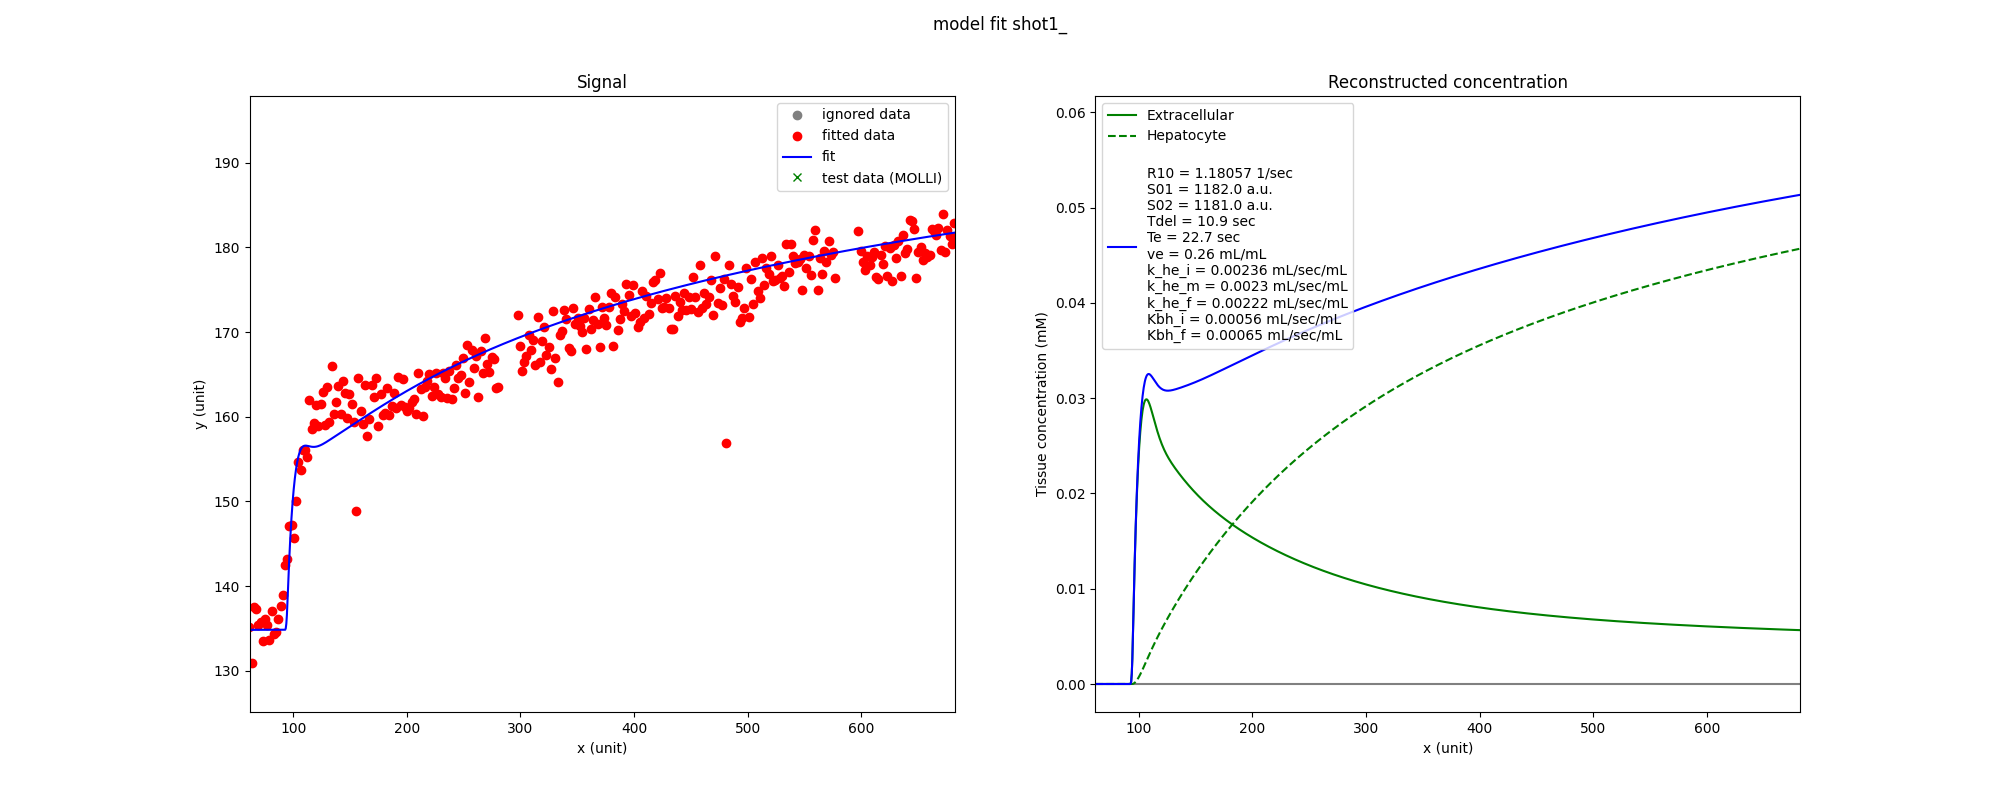 model fit shot1_
Signal
ignored data
fitted data
fit
test data (MOLLI)
190
180
170
160
150
140
130
y (unit)
100 200 300 400 500 600
x (unit)
Reconstructed concentration
Extracellular
Hepatocyte
R10 = 1.18057 1/sec
S01 = 1182.0 a.u.
S02 = 1181.0 a.u.
Tdel = 10.9 sec
Te = 22.7 sec
ve = 0.26 mL/mL
k_he_i = 0.00236 mL/sec/mL
k_he_m = 0.0023 mL/sec/mL
k_he_f = 0.00222 mL/sec/mL
Kbh_i = 0.00056 mL/sec/mL
Kbh_f = 0.00065 mL/sec/mL
0.06
0.05
0.04
0.03
0.02
0.01
0.00
Tissue concentration (mM)
100 200 300 400 500 600
x (unit)